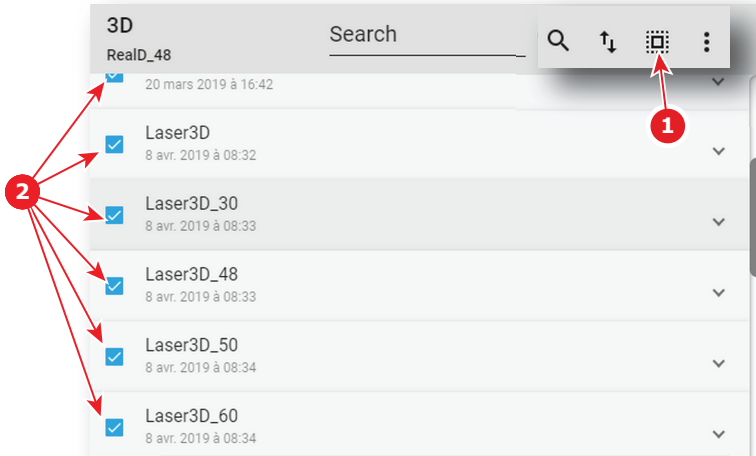 3D
RealD_48
Search
1
20 mars 2019 à 16:42
Laser3D
8 avr. 2019 à 08:32
2
Laser3D_30
8 avr. 2019 à 08:33
Laser3D_48
8 avr. 2019 à 08:33
Laser3D_50
8 avr. 2019 à 08:34
Laser3D_60
8 avr. 2019 à 08:34